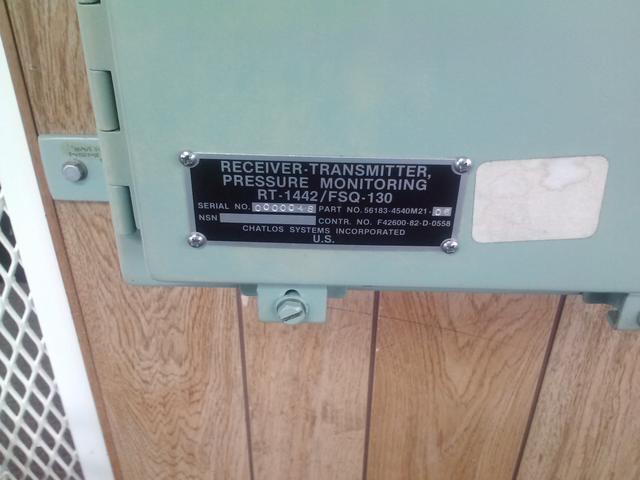 RECEIVER-TRANSMITTER,
PRESSURE MONITORING
RT-1442/FSQ-130
SERIAL NO. 0000048 PART NO. 56183-4540M21-
NSN CONTR. NO. F42600-82-D-0558
CHATLOS SYSTEMS INCORPORATED
U.S.